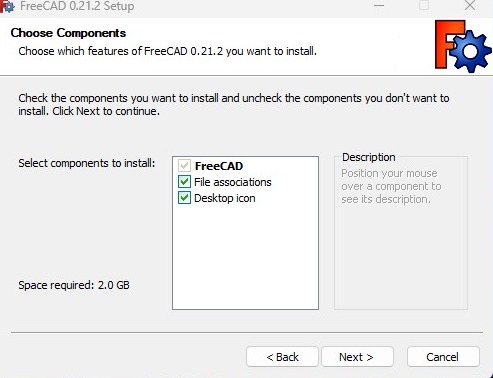 FreeCAD 0.21.2 Setup
Choose Components
Choose which features of FreeCAD 0.21.2 you want to install.
Check the components you want to install and uncheck the components you don't want to
install. Click Next to continue.
Select components to install:
FreeCAD
File associations
Desktop icon
Description
Position your mouse
over a component to
see its description.
Space required: 2.0 GB
< Back
Next >
Cancel